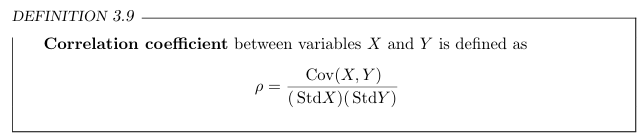 DEFINITION 3.9
Correlation coefficient between variables X and Y is defined as
ρ = Cov(X, Y) / ( StdX)( StdY)